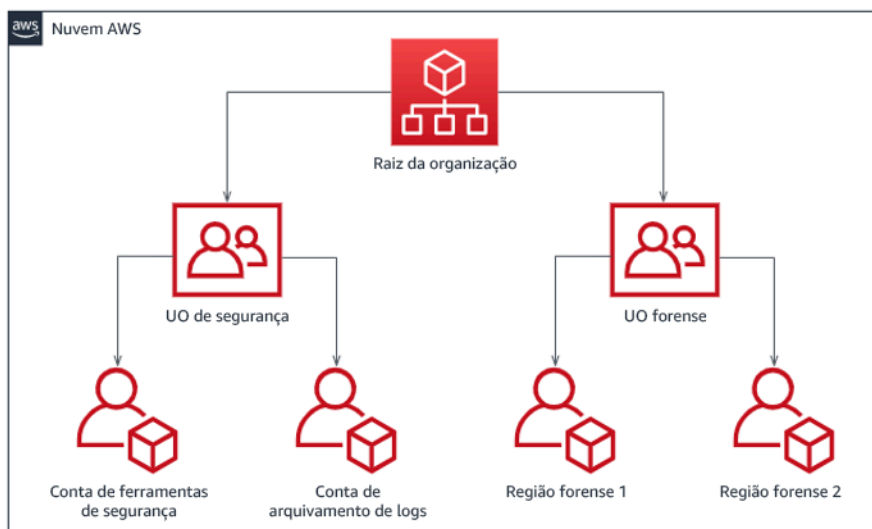 aws
Nuvem AWS
Raiz da organização
UO de segurança
UO forense
Conta de ferramentas
de segurança
Conta de
arquivamento de logs
Região forense 1
Região forense 2